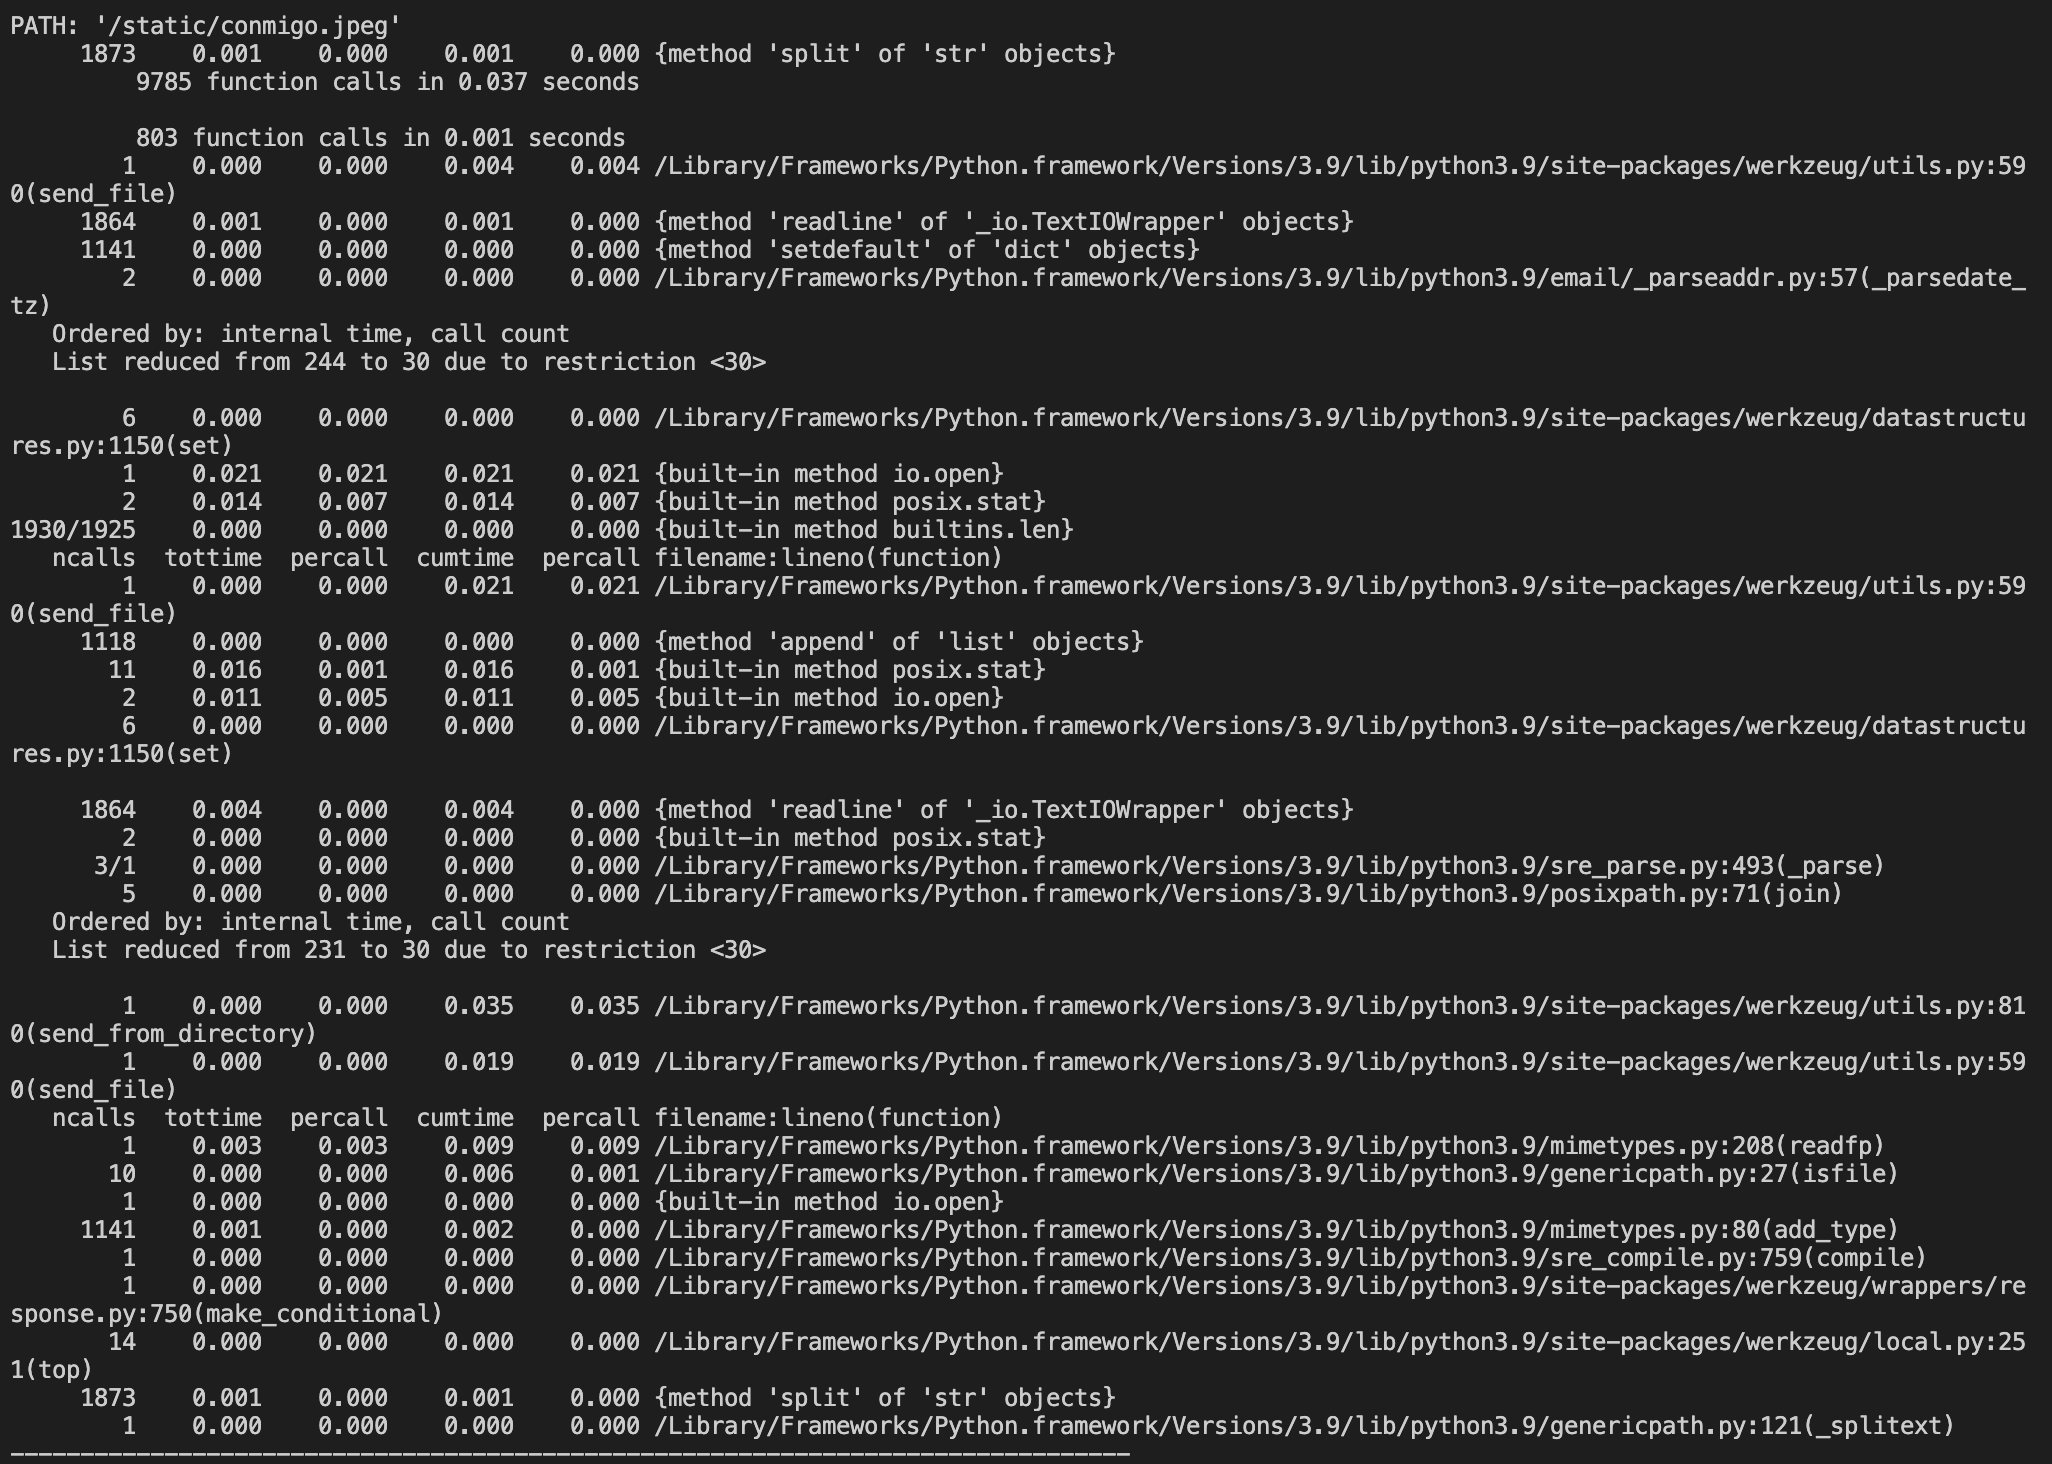 PATH: '/static/conmigo.jpeg'
     1873    0.001    0.000    0.001    0.000 {method 'split' of 'str' objects}
         9785 function calls in 0.037 seconds

         803 function calls in 0.001 seconds
        1    0.000    0.000    0.004    0.004 /Library/Frameworks/Python.framework/Versions/3.9/lib/python3.9/site-packages/werkzeug/utils.py:59
0(send_file)
     1864    0.001    0.000    0.001    0.000 {method 'readline' of '_io.TextIOWrapper' objects}
     1141    0.000    0.000    0.000    0.000 {method 'setdefault' of 'dict' objects}
        2    0.000    0.000    0.000    0.000 /Library/Frameworks/Python.framework/Versions/3.9/lib/python3.9/email/_parseaddr.py:57(_parsedate_
tz)
   Ordered by: internal time, call count
   List reduced from 244 to 30 due to restriction <30>

        6    0.000    0.000    0.000    0.000 /Library/Frameworks/Python.framework/Versions/3.9/lib/python3.9/site-packages/werkzeug/datastructu
res.py:1150(set)
        1    0.021    0.021    0.021    0.021 {built-in method io.open}
        2    0.014    0.007    0.014    0.007 {built-in method posix.stat}
1930/1925    0.000    0.000    0.000    0.000 {built-in method builtins.len}
   ncalls  tottime  percall  cumtime  percall filename:lineno(function)
        1    0.000    0.000    0.021    0.021 /Library/Frameworks/Python.framework/Versions/3.9/lib/python3.9/site-packages/werkzeug/utils.py:59
0(send_file)
     1118    0.000    0.000    0.000    0.000 {method 'append' of 'list' objects}
       11    0.016    0.001    0.016    0.001 {built-in method posix.stat}
        2    0.011    0.005    0.011    0.005 {built-in method io.open}
        6    0.000    0.000    0.000    0.000 /Library/Frameworks/Python.framework/Versions/3.9/lib/python3.9/site-packages/werkzeug/datastructu
res.py:1150(set)

     1864    0.004    0.000    0.004    0.000 {method 'readline' of '_io.TextIOWrapper' objects}
        2    0.000    0.000    0.000    0.000 {built-in method posix.stat}
      3/1    0.000    0.000    0.000    0.000 /Library/Frameworks/Python.framework/Versions/3.9/lib/python3.9/sre_parse.py:493(_parse)
        5    0.000    0.000    0.000    0.000 /Library/Frameworks/Python.framework/Versions/3.9/lib/python3.9/posixpath.py:71(join)
   Ordered by: internal time, call count
   List reduced from 231 to 30 due to restriction <30>

        1    0.000    0.000    0.035    0.035 /Library/Frameworks/Python.framework/Versions/3.9/lib/python3.9/site-packages/werkzeug/utils.py:81
0(send_from_directory)
        1    0.000    0.000    0.019    0.019 /Library/Frameworks/Python.framework/Versions/3.9/lib/python3.9/site-packages/werkzeug/utils.py:59
0(send_file)
   ncalls  tottime  percall  cumtime  percall filename:lineno(function)
        1    0.003    0.003    0.009    0.009 /Library/Frameworks/Python.framework/Versions/3.9/lib/python3.9/mimetypes.py:208(readfp)
       10    0.000    0.000    0.006    0.001 /Library/Frameworks/Python.framework/Versions/3.9/lib/python3.9/genericpath.py:27(isfile)
        1    0.000    0.000    0.000    0.000 {built-in method io.open}
     1141    0.001    0.000    0.002    0.000 /Library/Frameworks/Python.framework/Versions/3.9/lib/python3.9/mimetypes.py:80(add_type)
        1    0.000    0.000    0.000    0.000 /Library/Frameworks/Python.framework/Versions/3.9/lib/python3.9/sre_compile.py:759(compile)
        1    0.000    0.000    0.000    0.000 /Library/Frameworks/Python.framework/Versions/3.9/lib/python3.9/site-packages/werkzeug/wrappers/re
sponse.py:750(make_conditional)
       14    0.000    0.000    0.000    0.000 /Library/Frameworks/Python.framework/Versions/3.9/lib/python3.9/site-packages/werkzeug/local.py:25
1(top)
     1873    0.001    0.000    0.001    0.000 {method 'split' of 'str' objects}
        1    0.000    0.000    0.000    0.000 /Library/Frameworks/Python.framework/Versions/3.9/lib/python3.9/genericpath.py:121(_splitext)
--------------------------------------------------------------------------------